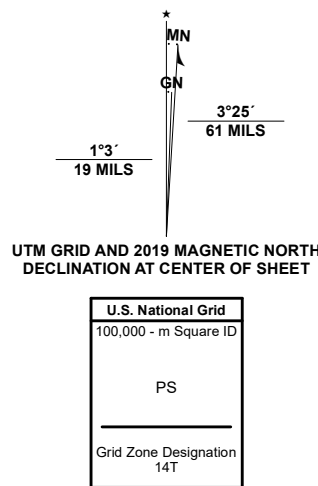 ★
MN
GN
3°25´
61 MILS
1°3´
19 MILS
UTM GRID AND 2019 MAGNETIC NORTH
DECLINATION AT CENTER OF SHEET
U.S. National Grid
100,000 - m Square ID
PS
Grid Zone Designation
14T